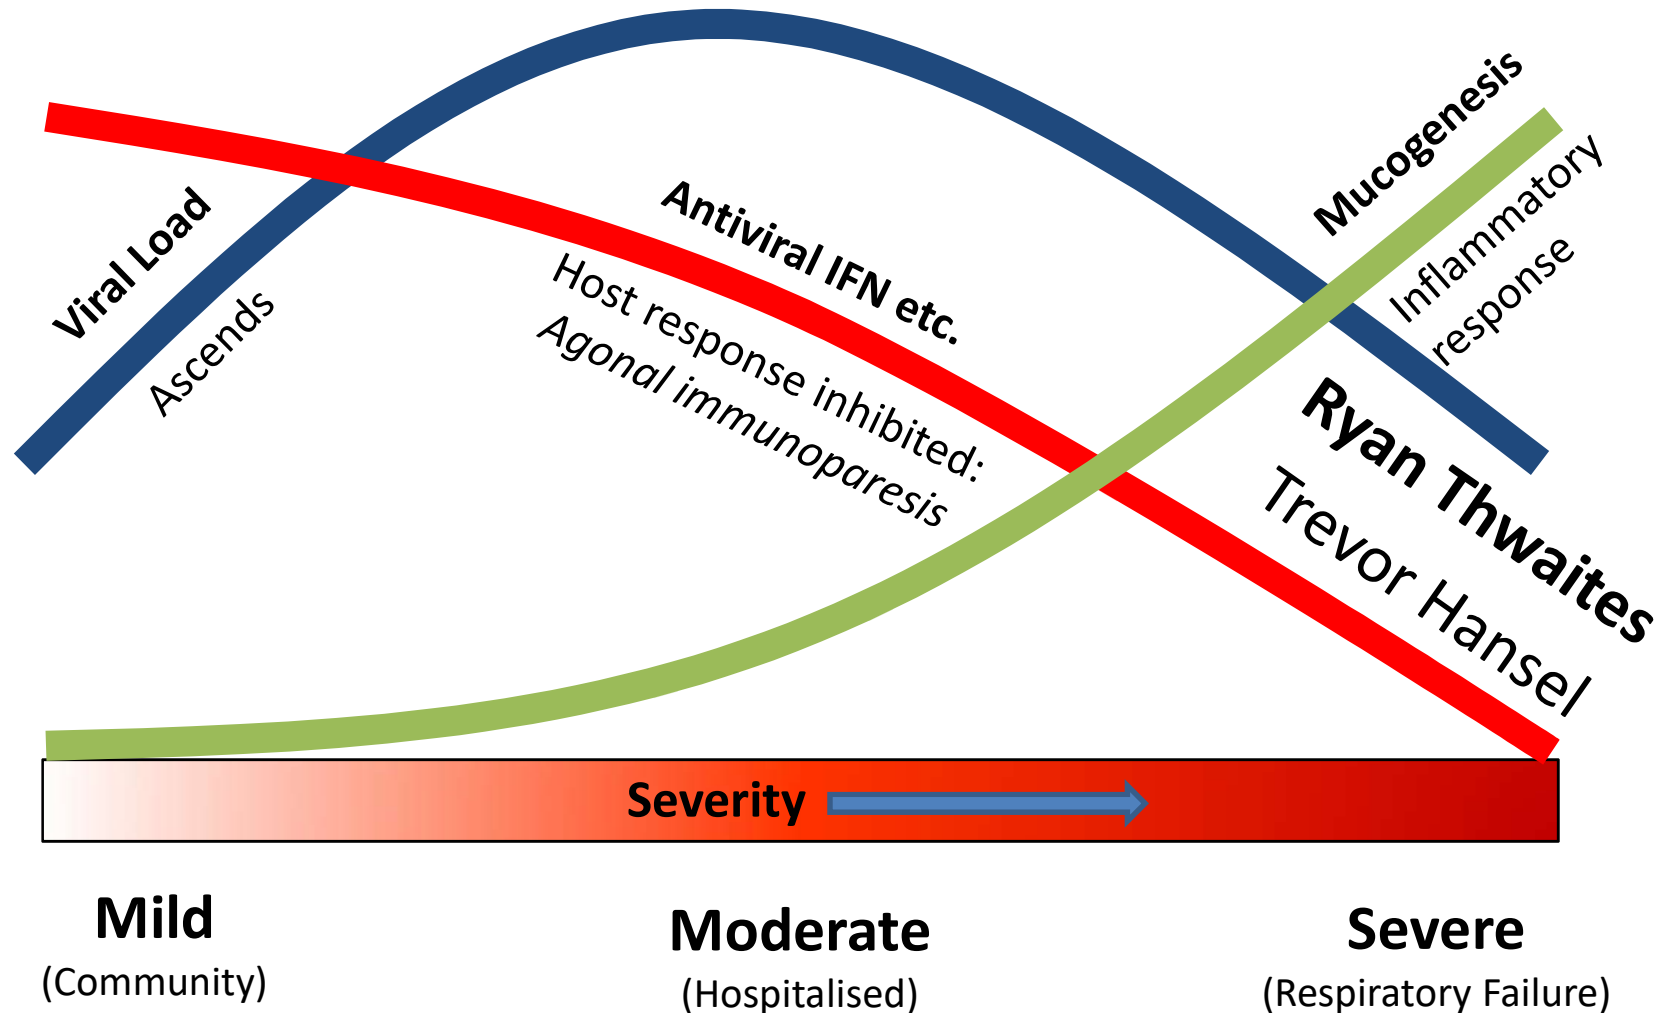 Viral Load
Ascends
Antiviral IFN etc.
Host response inhibited:
Agonal immunoparesis
Mucogenesis
Inflammatory
response
Ryan Thwaites
Trevor Hansel
Severity
Mild
(Community)
Moderate
(Hospitalised)
Severe
(Respiratory Failure)